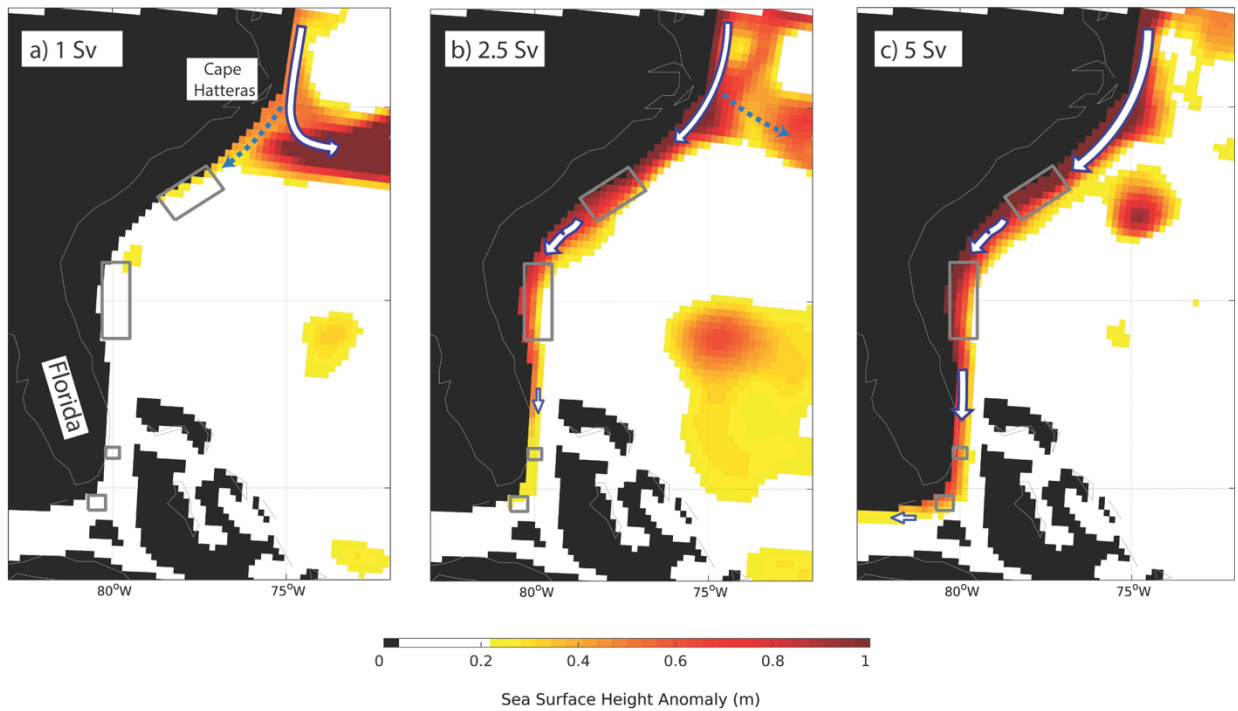 a) 1 Sv
Cape
Hatteras
Florida
80°W
75°W
b) 2.5 Sv
80°W
75°W
c) 5 Sv
80°W
75°W
0
0.2
0.4
0.6
0.8
1
Sea Surface Height Anomaly (m)